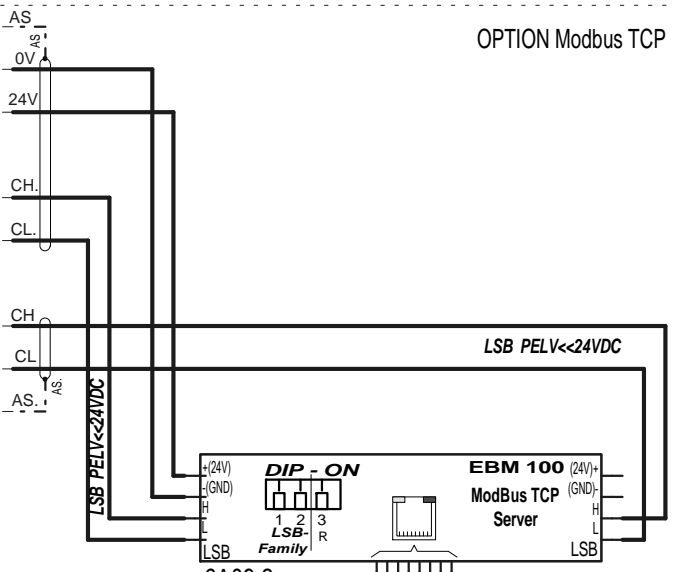 AS
AS
OPTION Modbus TCP
0V
24V
CH.
CL.
CH
LSB PELV<<24VDC
CL
AS.
AS.
LSB PELV<<24VDC
+(24V)
DIP - ON
EBM 100
(24V)+
-(GND)
ModBus TCP
(GND)-
H
1 2 3
Server
H
L
LSB-
R
L
LSB
Family
LSB